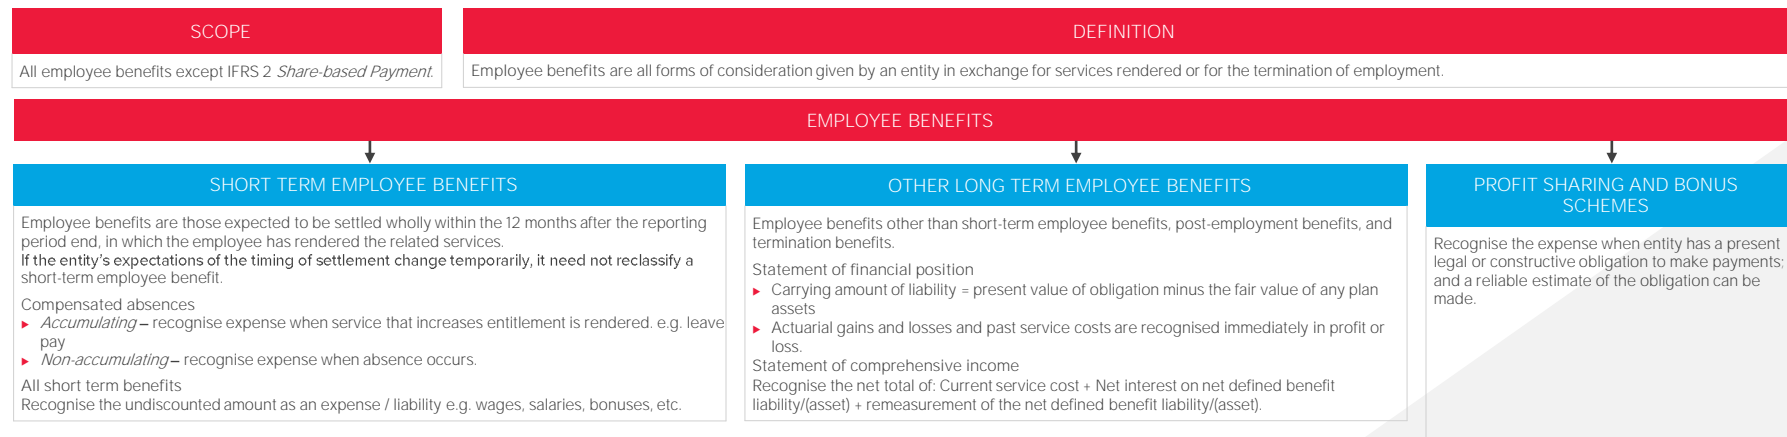 SCOPE
All employee benefits except IFRS 2 Share-based Payment.
DEFINITION
Employee benefits are all forms of consideration given by an entity in exchange for services rendered or for the termination of employment.
EMPLOYEE BENEFITS
SHORT TERM EMPLOYEE BENEFITS
Employee benefits are those expected to be settled wholly within the 12 months after the reporting
period end, in which the employee has rendered the related services.
If the entity's expectations of the timing of settlement change temporarily, it need not reclassify a
short-term employee benefit.
Compensated absences
► Accumulating – recognise expense when service that increases entitlement is rendered. e.g. leave
pay
► Non-accumulating – recognise expense when absence occurs.
All short term benefits
Recognise the undiscounted amount as an expense / liability e.g. wages, salaries, bonuses, etc.
OTHER LONG TERM EMPLOYEE BENEFITS
Employee benefits other than short-term employee benefits, post-employment benefits, and
termination benefits.
Statement of financial position
► Carrying amount of liability = present value of obligation minus the fair value of any plan
assets
► Actuarial gains and losses and past service costs are recognised immediately in profit or
loss.
Statement of comprehensive income
Recognise the net total of: Current service cost + Net interest on net defined benefit
liability/(asset) + remeasurement of the net defined benefit liability/(asset).
PROFIT SHARING AND BONUS
SCHEMES
Recognise the expense when entity has a present
legal or constructive obligation to make payments;
and a reliable estimate of the obligation can be
made.